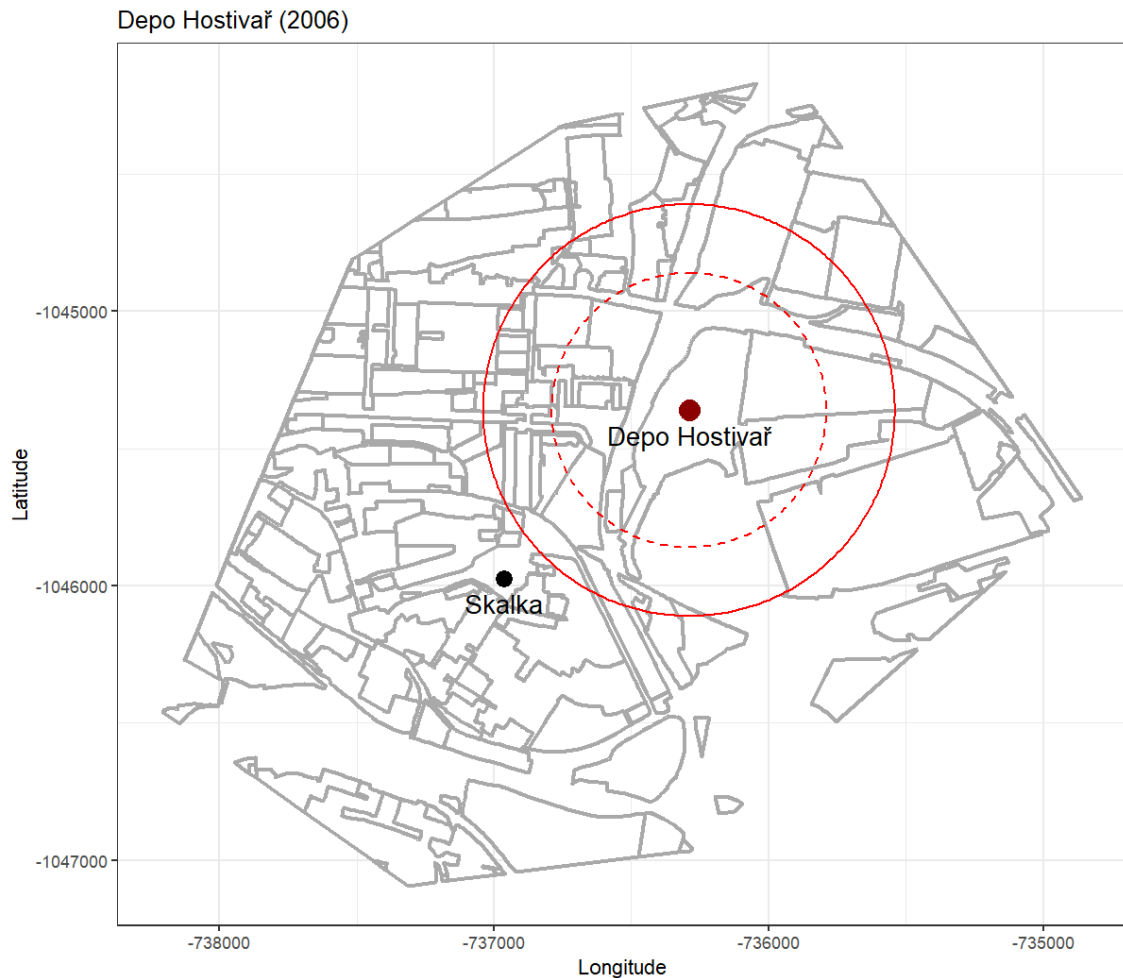 Depo Hostivař (2006)
-1045000
Depo Hostivař
Latitude
-1046000
Skalka
-1047000
-738000
-737000
-736000
-735000
Longitude